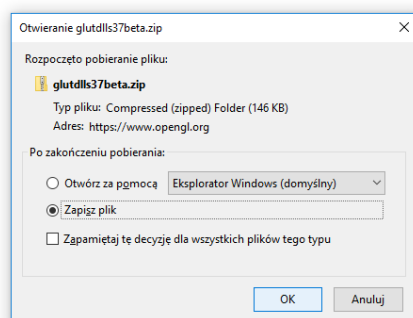 Otwieranie glutdlls37beta.zip
Rozpoczęto pobieranie pliku:
glutdlls37beta.zip
Typ pliku: Compressed (zipped) Folder (146 KB)
Adres: https://www.opengl.org
Po zakończeniu pobierania:
Otwórz za pomocą Eksplorator Windows (domyślny)
Zapisz plik
Zapamiętaj tę decyzję dla wszystkich plików tego typu
OK Anuluj